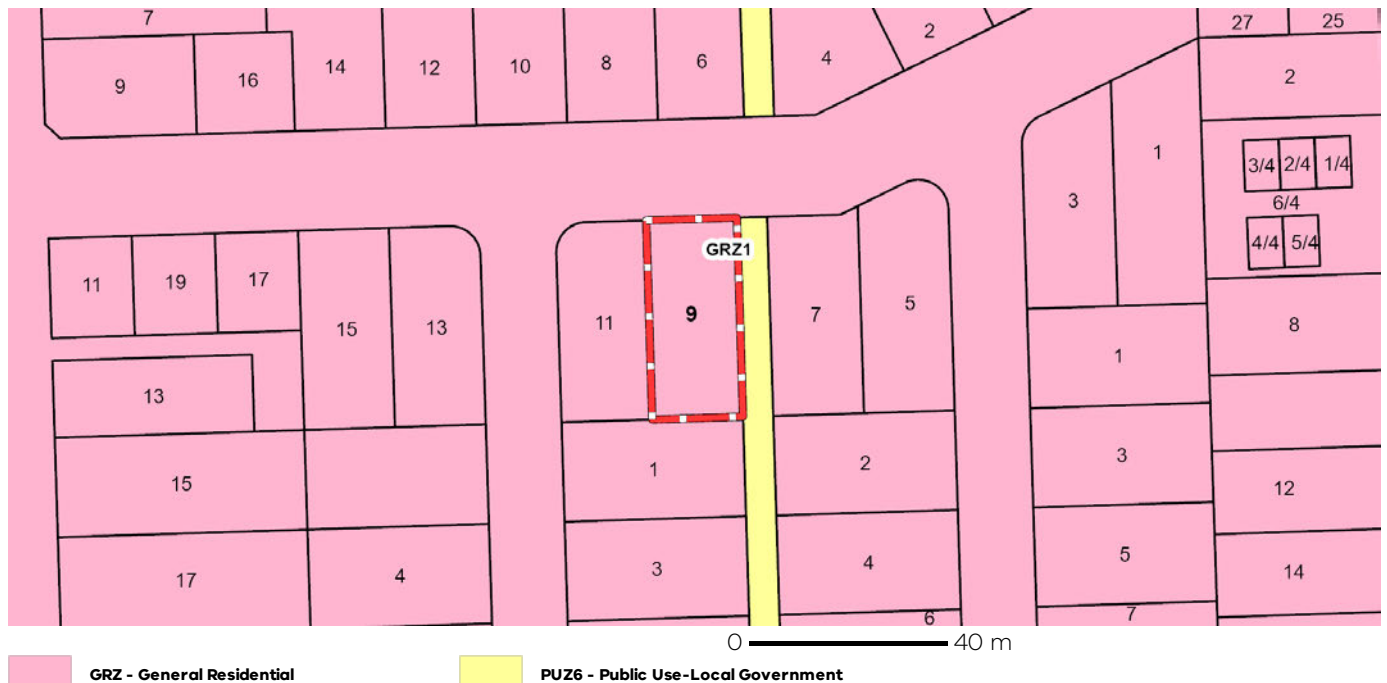 7
2
27 25
9 16 14 12 10 8 6 4
2
3 1
3/4 2/4 1/4
6/4
4/4 5/4
GRZ1
11 19 17 15 13 11 9 7 5
8
1
13
15 1 2 3
12
17 4 3 4 5 14
6 7
0 40 m
GRZ - General Residential PUZ6 - Public Use-Local Government